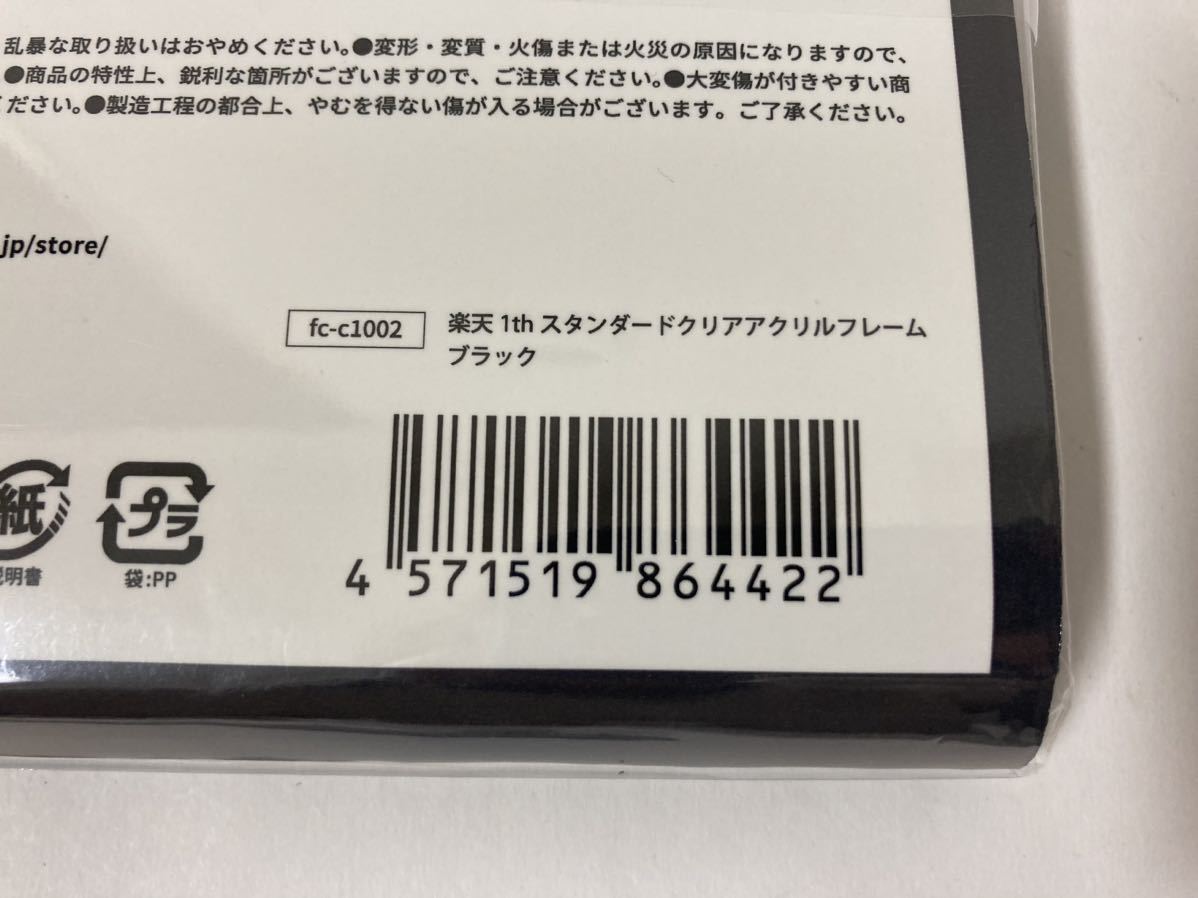 乱暴な取り扱いはおやめください。●変形・変質・火傷または火災の原因になりますので、
●商品の特性上、鋭利な箇所がございますので、ご注意ください。●大変傷が付きやすい商
ください。●製造工程の都合上、やむを得ない傷が入る場合がございます。ご了承ください。
.jp/store/
fc-c1002
楽天 1th スタンダードクリアアクリルフレーム
ブラック
紙
プラ
説明書
袋:PP
4 571519 864422